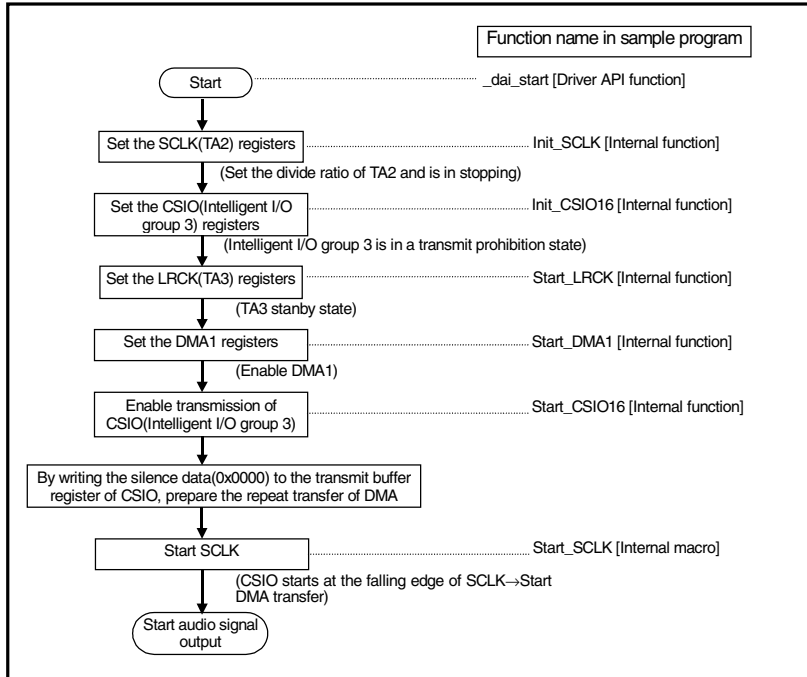 Function name in sample program
Start
_dai_start [Driver API function]
Set the SCLK(TA2) registers
Init_SCLK [Internal function]
(Set the divide ratio of TA2 and is in stopping)
Set the CSIO(Intelligent I/O
group 3) registers
Init_CSIO16 [Internal function]
(Intelligent I/O group 3 is in a transmit prohibition state)
Set the LRCK(TA3) registers
Start_LRCK [Internal function]
(TA3 stanby state)
Set the DMA1 registers
Start_DMA1 [Internal function]
(Enable DMA1)
Enable transmission of
CSIO(Intelligent I/O group 3)
Start_CSIO16 [Internal function]
By writing the silence data(0x0000) to the transmit buffer
register of CSIO, prepare the repeat transfer of DMA
Start SCLK
Start_SCLK [Internal macro]
(CSIO starts at the falling edge of SCLK→Start
DMA transfer)
Start audio signal
output